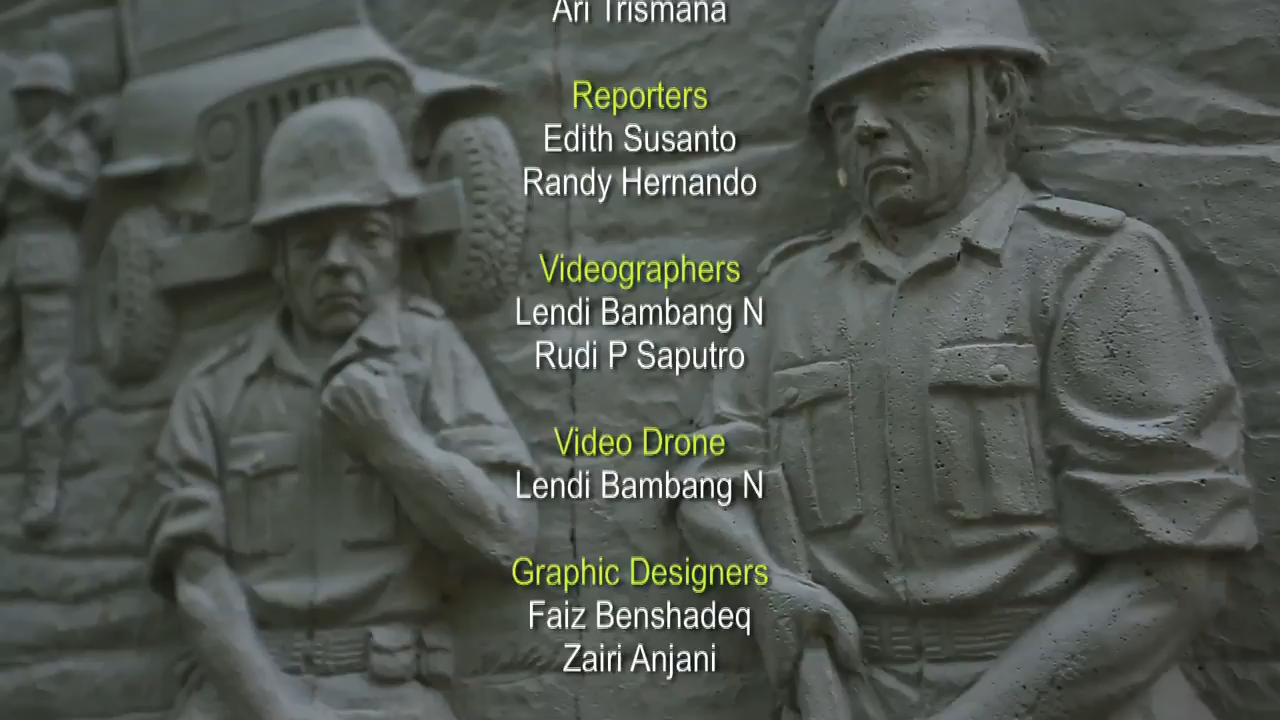 Ari Trismana
Reporters
Edith Susanto
Randy Hernando
Videographers
Lendi Bambang N
Rudi P Saputro
Video Drone
Lendi Bambang N
Graphic Designers
Faiz Benshadeq
Zairi Anjani